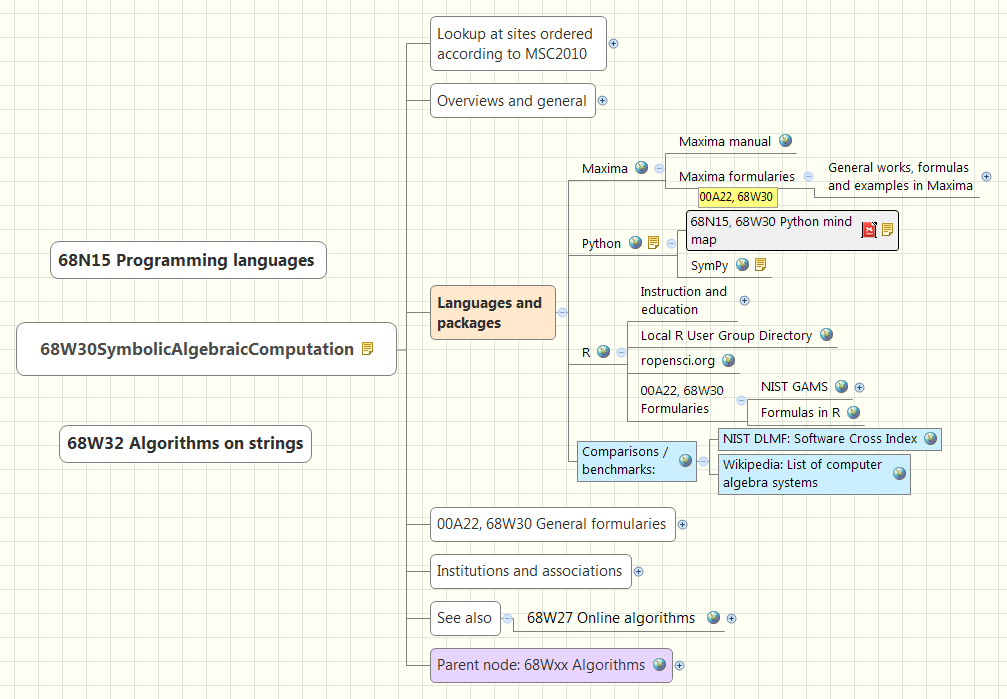 Lookup at sites ordered
according to MSC2010
Overviews and general
Maxima manual
Maxima
Maxima formularies
General works, formulas
and examples in Maxima
00A22, 68W30
68N15, 68W30 Python mind
map
Python
SymPy
68N15 Programming languages
Languages and
packages
Instruction and
education
Local R User Group Directory
R
ropensci.org
68W30SymbolicAlgebraicComputation
00A22, 68W30
Formularies
NIST GAMS
Formulas in R
68W32 Algorithms on strings
Comparisons /
benchmarks:
NIST DLMF: Software Cross Index
Wikipedia: List of computer
algebra systems
00A22, 68W30 General formularies
Institutions and associations
See also
68W27 Online algorithms
Parent node: 68Wxx Algorithms